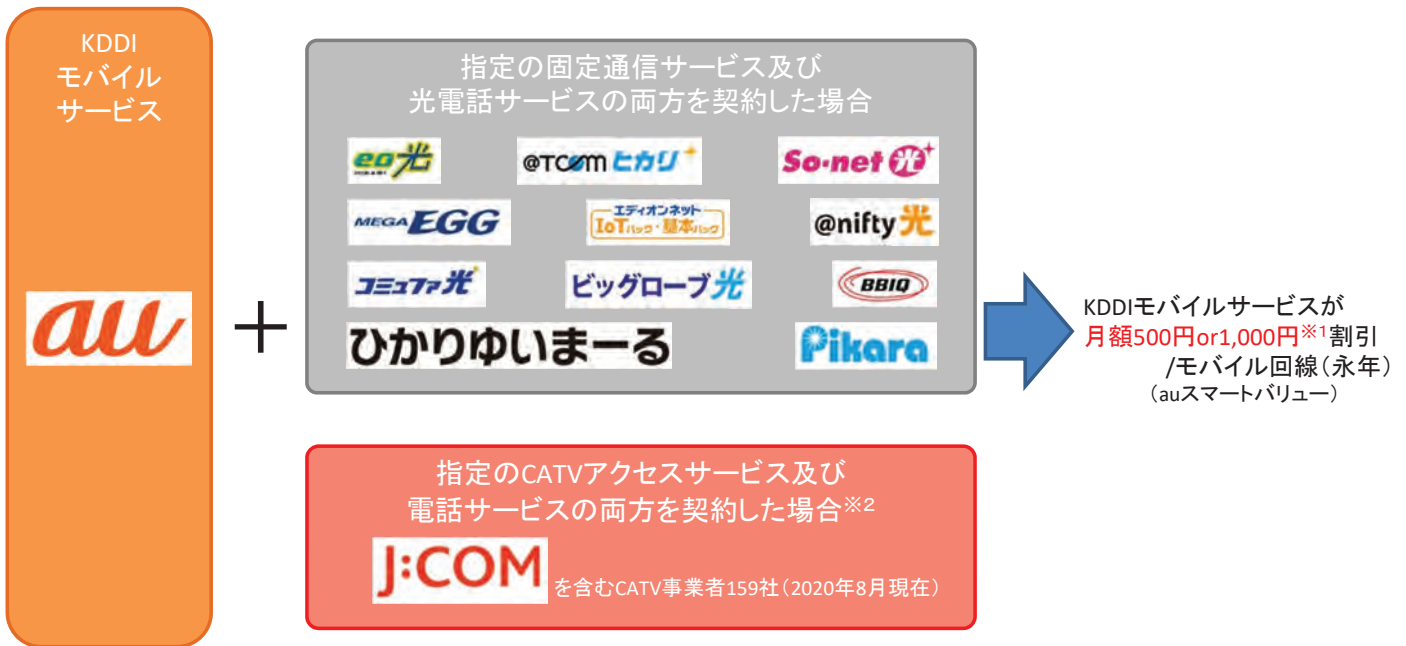 KDDI
モバイル
サービス
au
+
指定の固定通信サービス及び
光電話サービスの両方を契約した場合
eo光
@TCOM ヒカリ
So-net 光
MEGA EGG
エディオンネット
IoTパック・基本パック
@nifty光
コミュファ光
ビッグローブ光
BBIQ
ひかりゆいまーる
Pikara
指定のCATVアクセスサービス及び
電話サービスの両方を契約した場合※2
J:COM を含むCATV事業者159社(2020年8月現在)
KDDIモバイルサービスが
月額500円or1,000円※1割引
/モバイル回線(永年)
(auスマートバリュー)